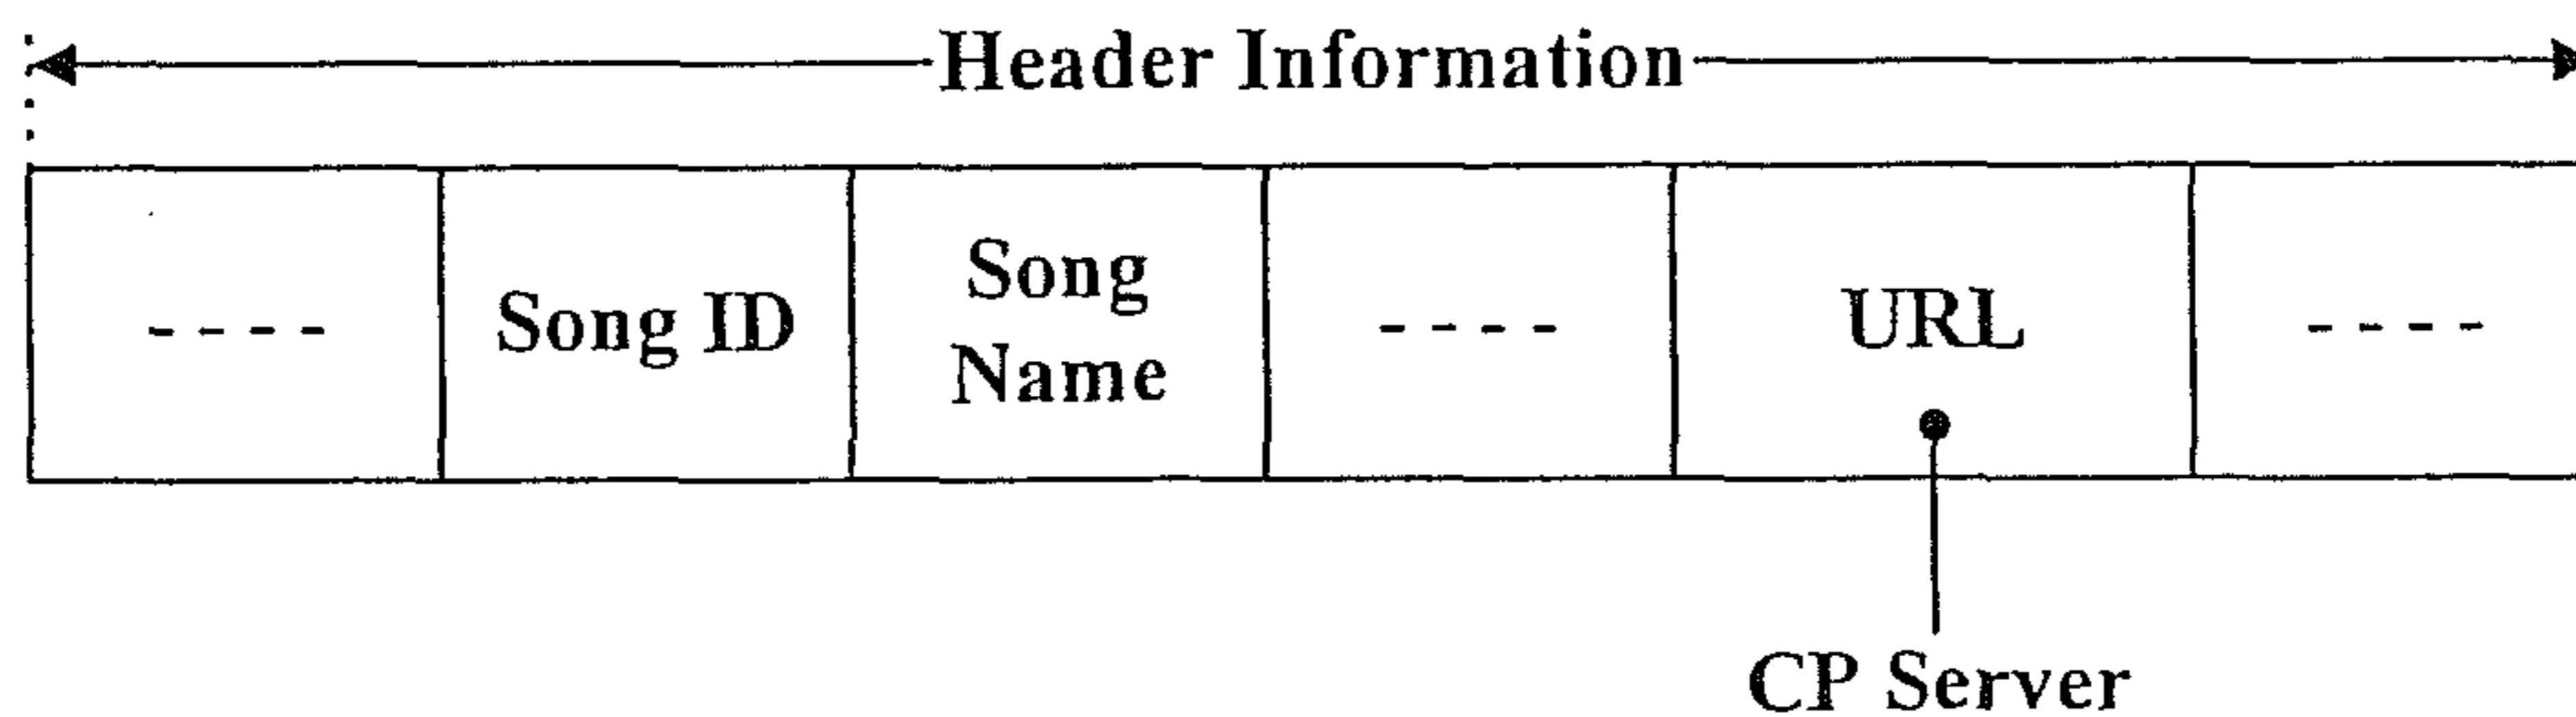 Header Information
---- Song ID Song Name ---- URL ----
CP Server